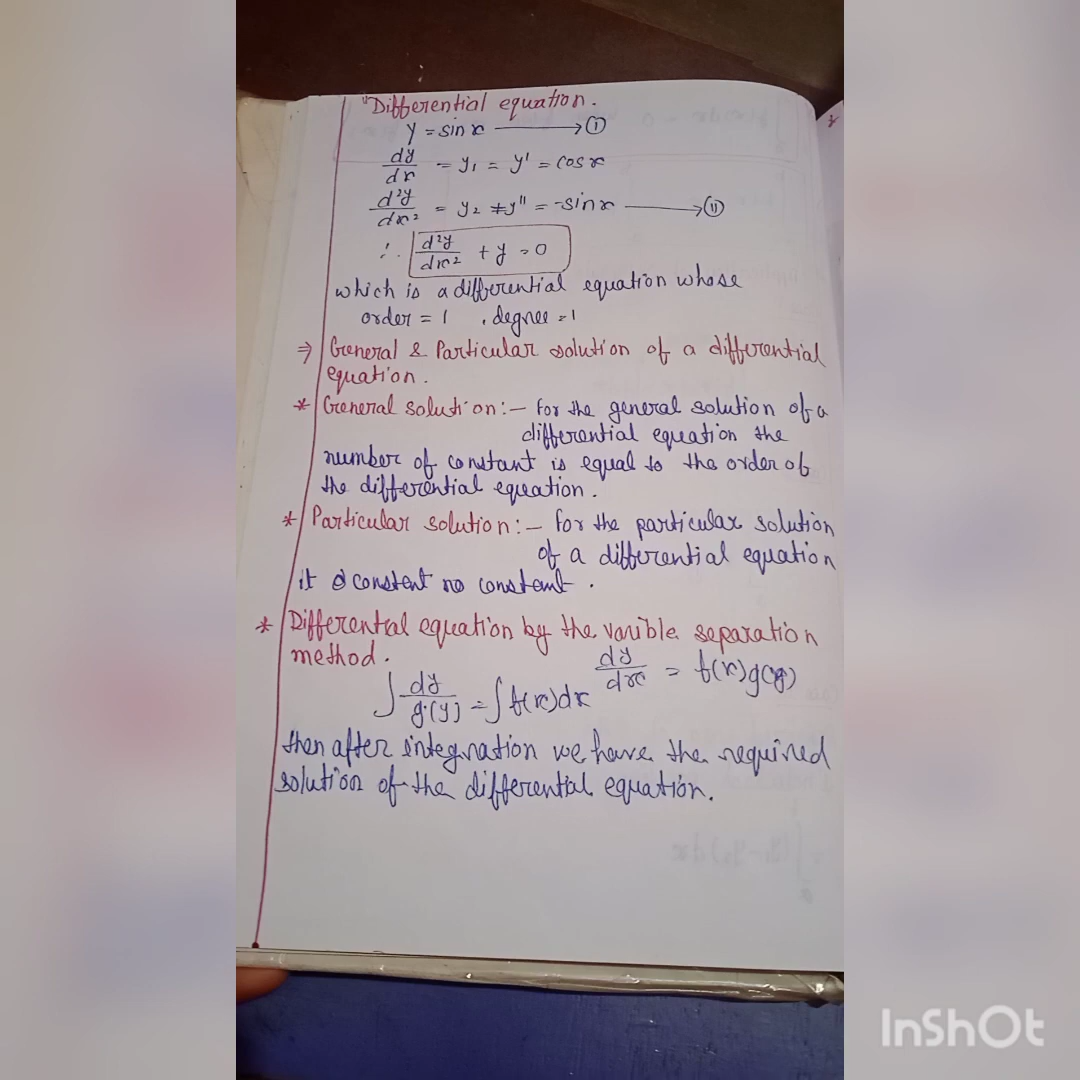 Differential equation.
y = sin x ⟶ (I)
dy/dx = y₁ = y' = cos x
d²y/dx² = y₂ ≠ y'' = -sin x ⟶ (II)
∴ d²y/dx² + y = 0
which is a differential equation whose
order = 1 , degree = 1
⇒ General & Particular solution of a differential
equation.
* General solution :- For the general solution of a
differential equation the
number of constant is equal to the order of
the differential equation.
* Particular solution :- For the particular solution
of a differential equation
it constent no constent .
* Differential equation by the varible separation
method.
dy/dx = f(x) g(y)
∫ dy/g(y) = ∫ f(x) dx
then after integration we have the required
solution of the differential equation.
InShOt